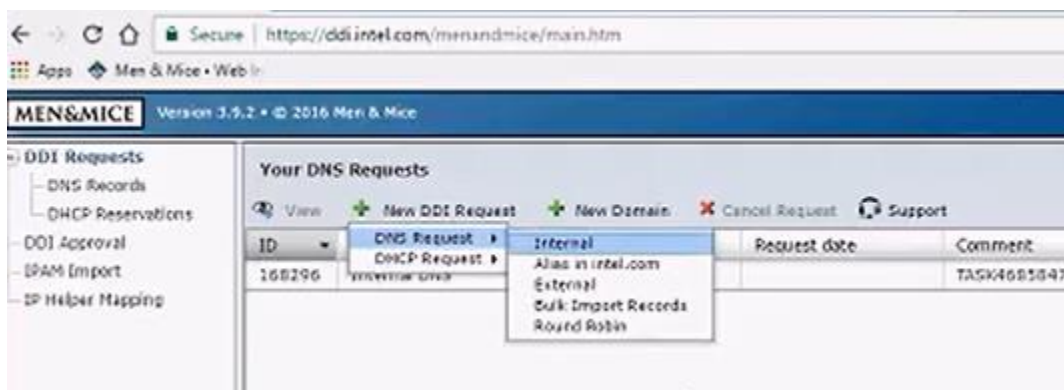 Secure | https://ddi.intel.com/menandmice/main.htm
Apps Men & Mice • Web
MEN&MICE Version 3.9.2 • © 2016 Men & Mice
DDI Requests
DNS Records
DHCP Reservations
DDI Approval
IPAM Import
IP Helper Mapping
Your DNS Requests
View New DDI Request New Domain Cancel Request Support
ID Request date Comment
DNS Request
DHCP Request
Internal
Alias in intel.com
External
Bulk Import Records
Round Robin
168296 Internal DNS TASK4685847